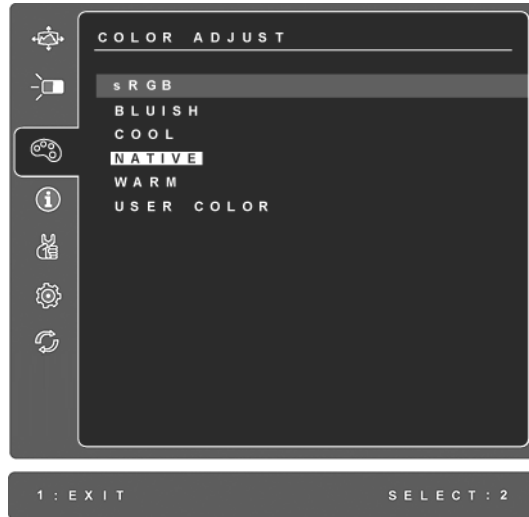 COLOR ADJUST
sRGB
BLUISH
COOL
NATIVE
WARM
USER COLOR
1:EXIT SELECT:2